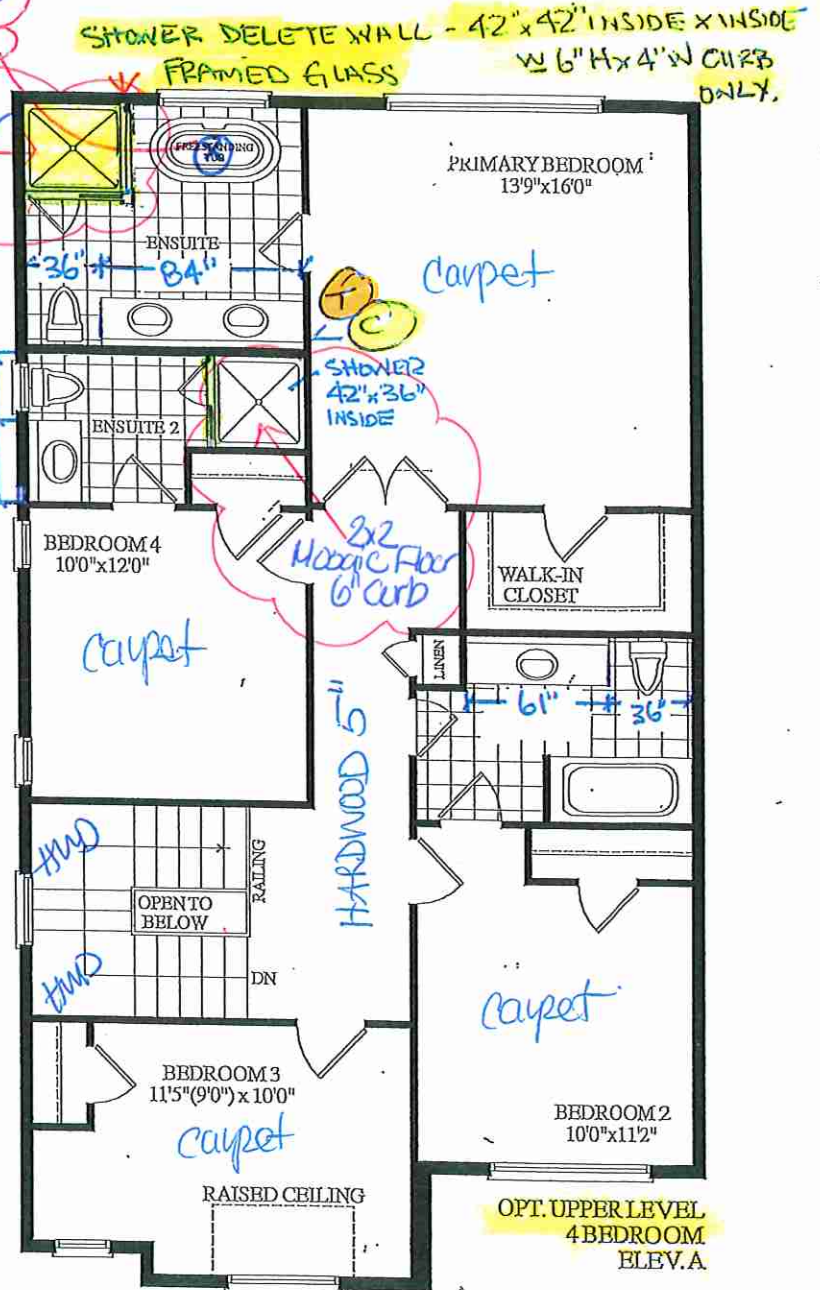 SHOWER DELETE WALL - 42"x42" INSIDE X INSIDE
W 6"H x 4"W CURB
FRAMED GLASS
ONLY.
FREESTANDING
TUB
PRIMARY BEDROOM
13'9"x16'0"
ENSUITE
36" 84"
carpet
C
SHOWER
42"x36"
INSIDE
ENSUITE 2
2x2
Mosaic Floor
6" Curb
BEDROOM 4
10'0"x12'0"
carpet
WALK-IN
CLOSET
LINEN
61" 36"
HARDWOOD 5"
HWD
RAILING
OPEN TO
BELOW
HWD
DN
carpet
BEDROOM 3
11'5"(9'0") x 10'0"
carpet
BEDROOM 2
10'0"x11'2"
RAISED CEILING
OPT. UPPER LEVEL
4 BEDROOM
ELEV. A